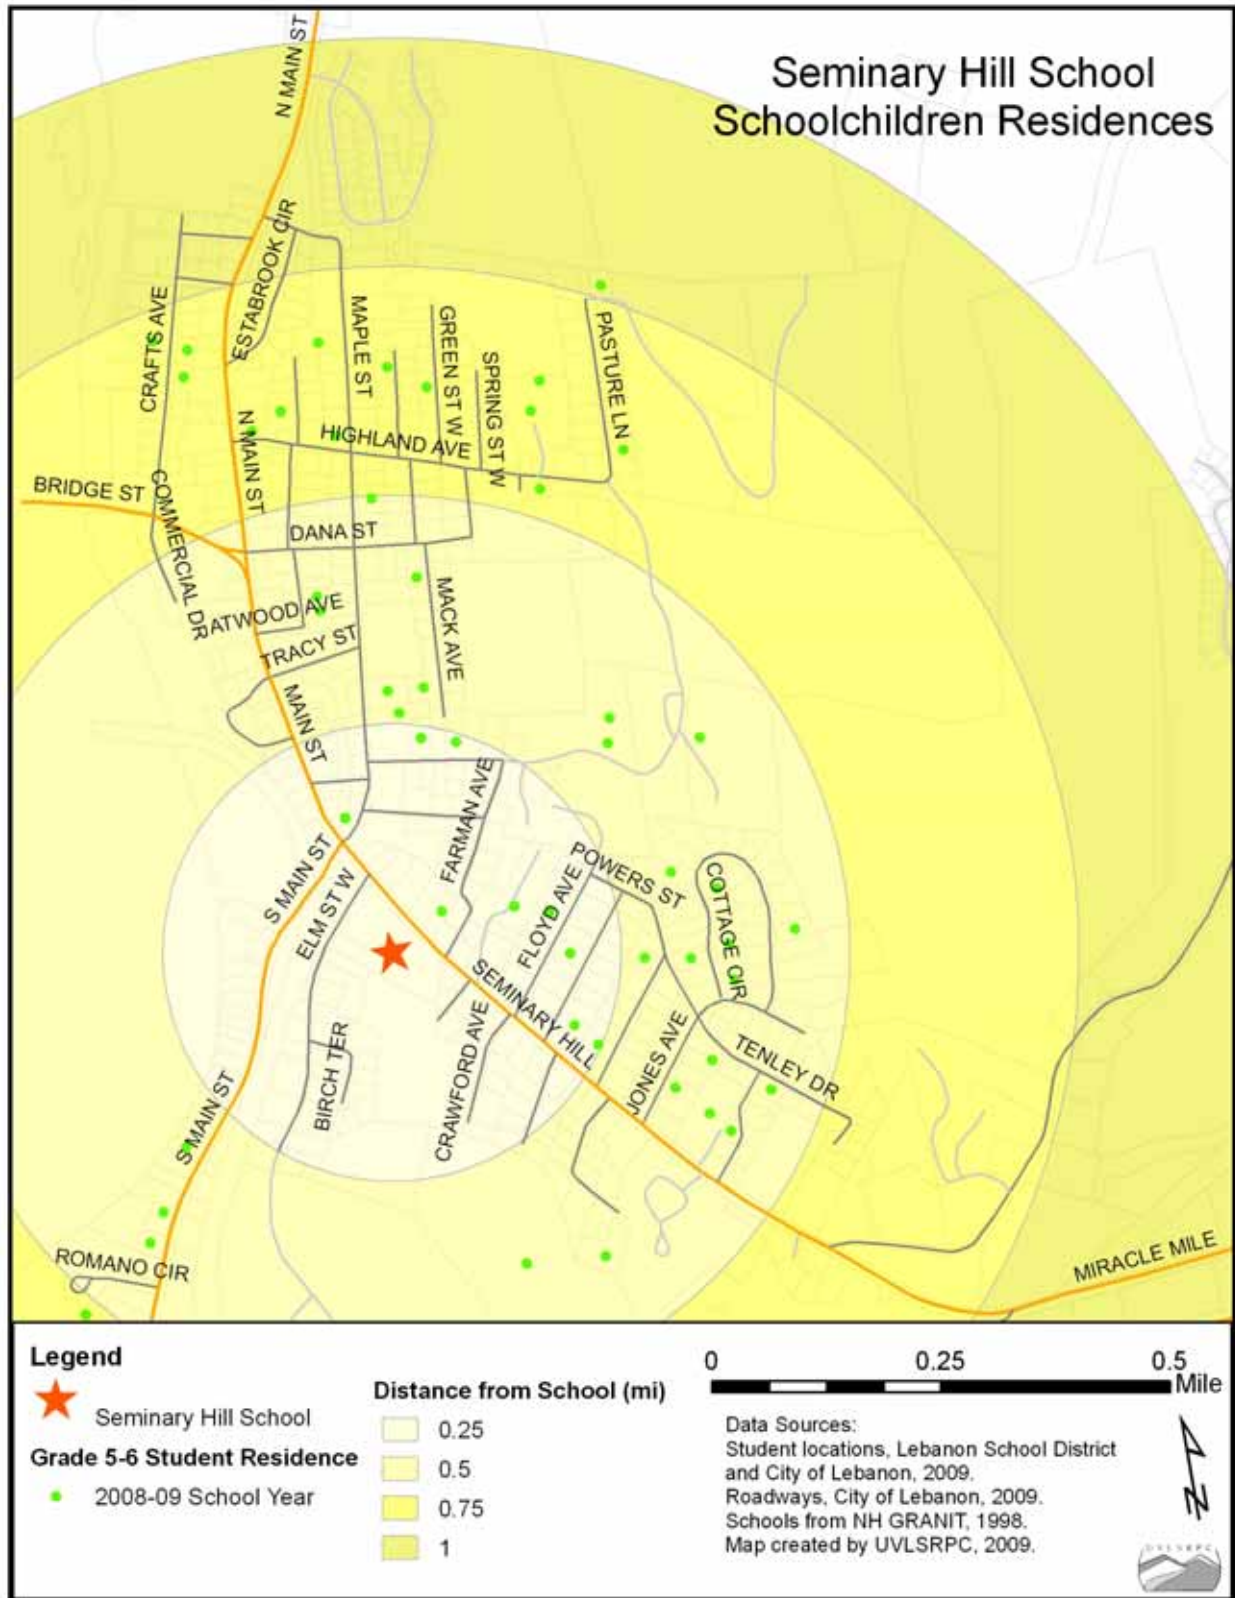 Seminary Hill School
Schoolchildren Residences
N MAIN ST
ESTABROOK CIR
CRAFTS AVE
MAPLE ST
GREEN ST W
SPRING ST W
PASTURE LN
N MAIN ST
HIGHLAND AVE
BRIDGE ST
COMMERCIAL DR
DANA ST
ATWOOD AVE
MACK AVE
TRACY ST
MAIN ST
FARMAN AVE
S MAIN ST
ELM ST W
POWERS ST
FLOYD AVE
COTTAGE CIR
SEMINARY HILL
CRAWFORD AVE
JONES AVE
TENLEY DR
BIRCH TER
S MAIN ST
ROMANO CIR
MIRACLE MILE
Legend
Seminary Hill School
Grade 5-6 Student Residence
2008-09 School Year
Distance from School (mi)
0.25
0.5
0.75
1
0 0.25 0.5
Mile
Data Sources:
Student locations, Lebanon School District
and City of Lebanon, 2009.
Roadways, City of Lebanon, 2009.
Schools from NH GRANIT, 1998.
Map created by UVLSRPC, 2009.
N
UVLSRPC